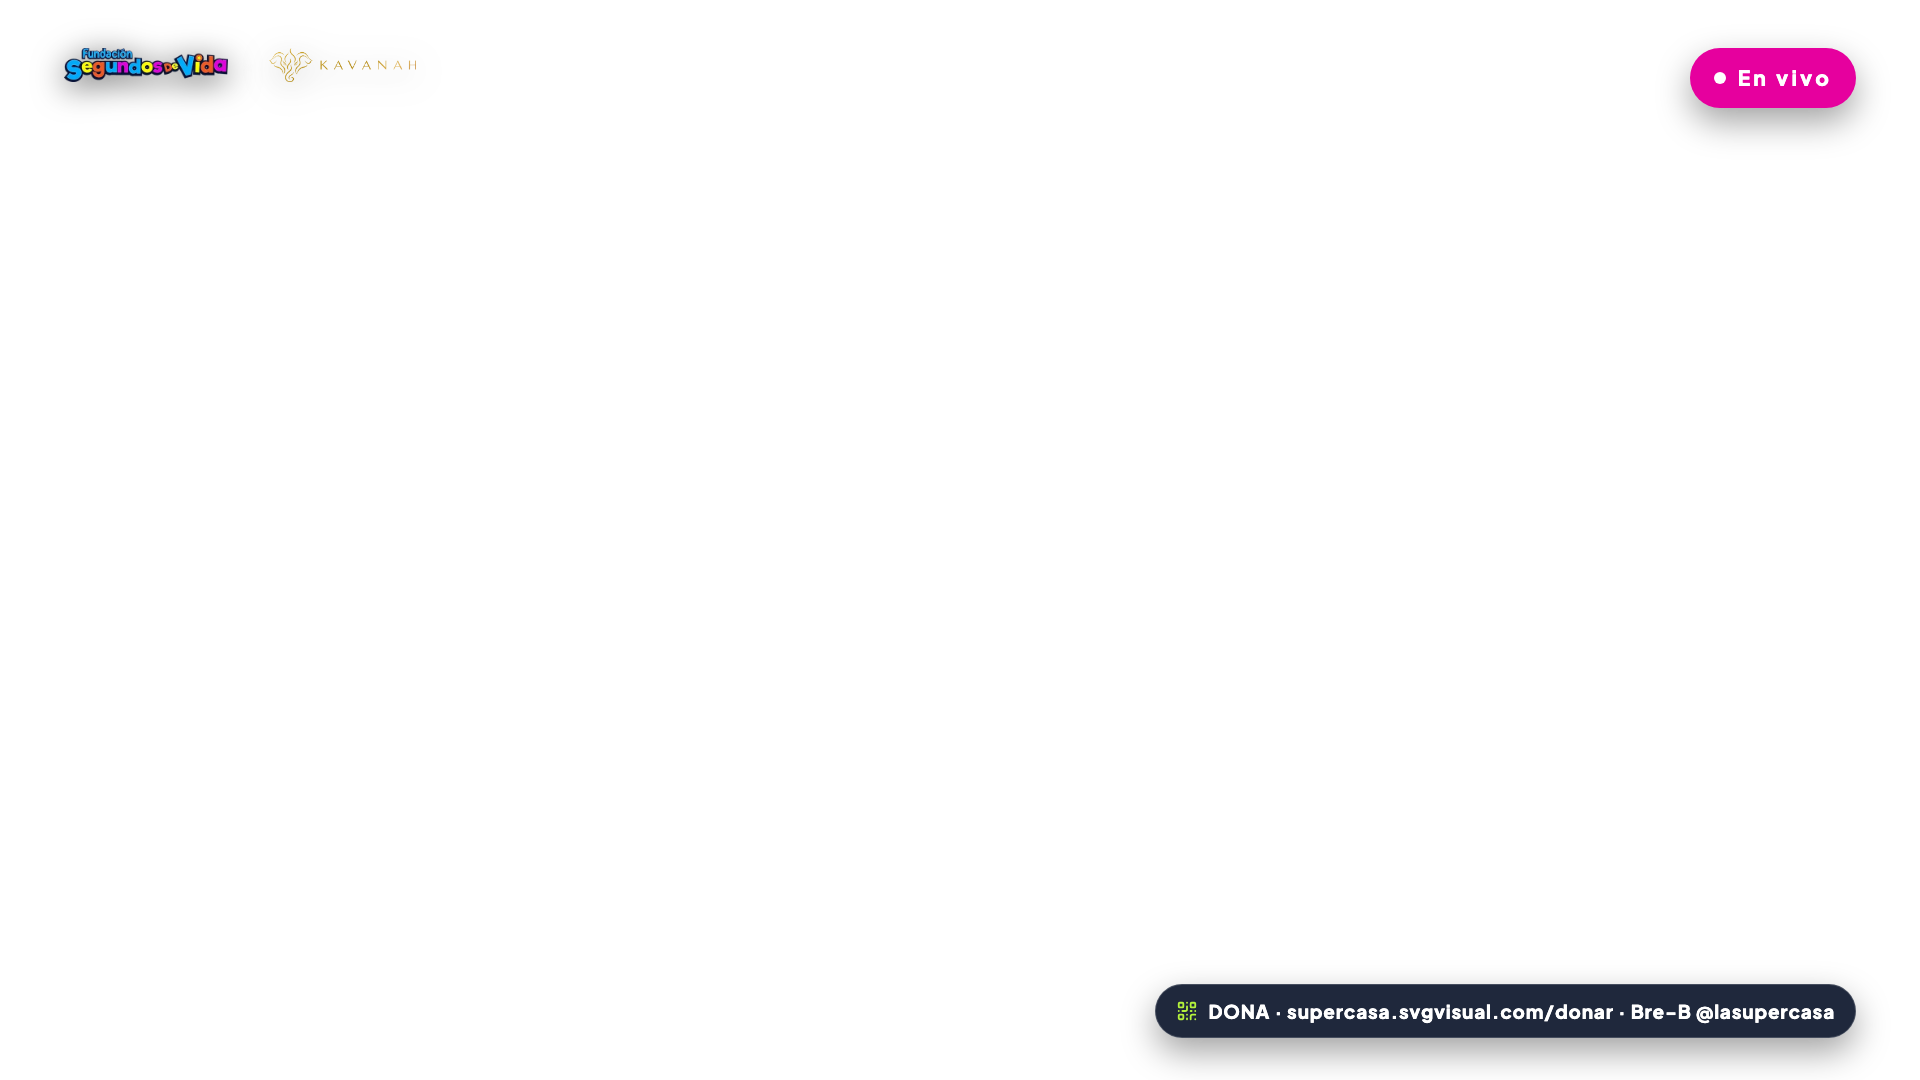 Fundación
Segundos De Vida
KAVANAH
En vivo
DONA · supercasa.svgvisual.com/donar · Bre-B @lasupercasa